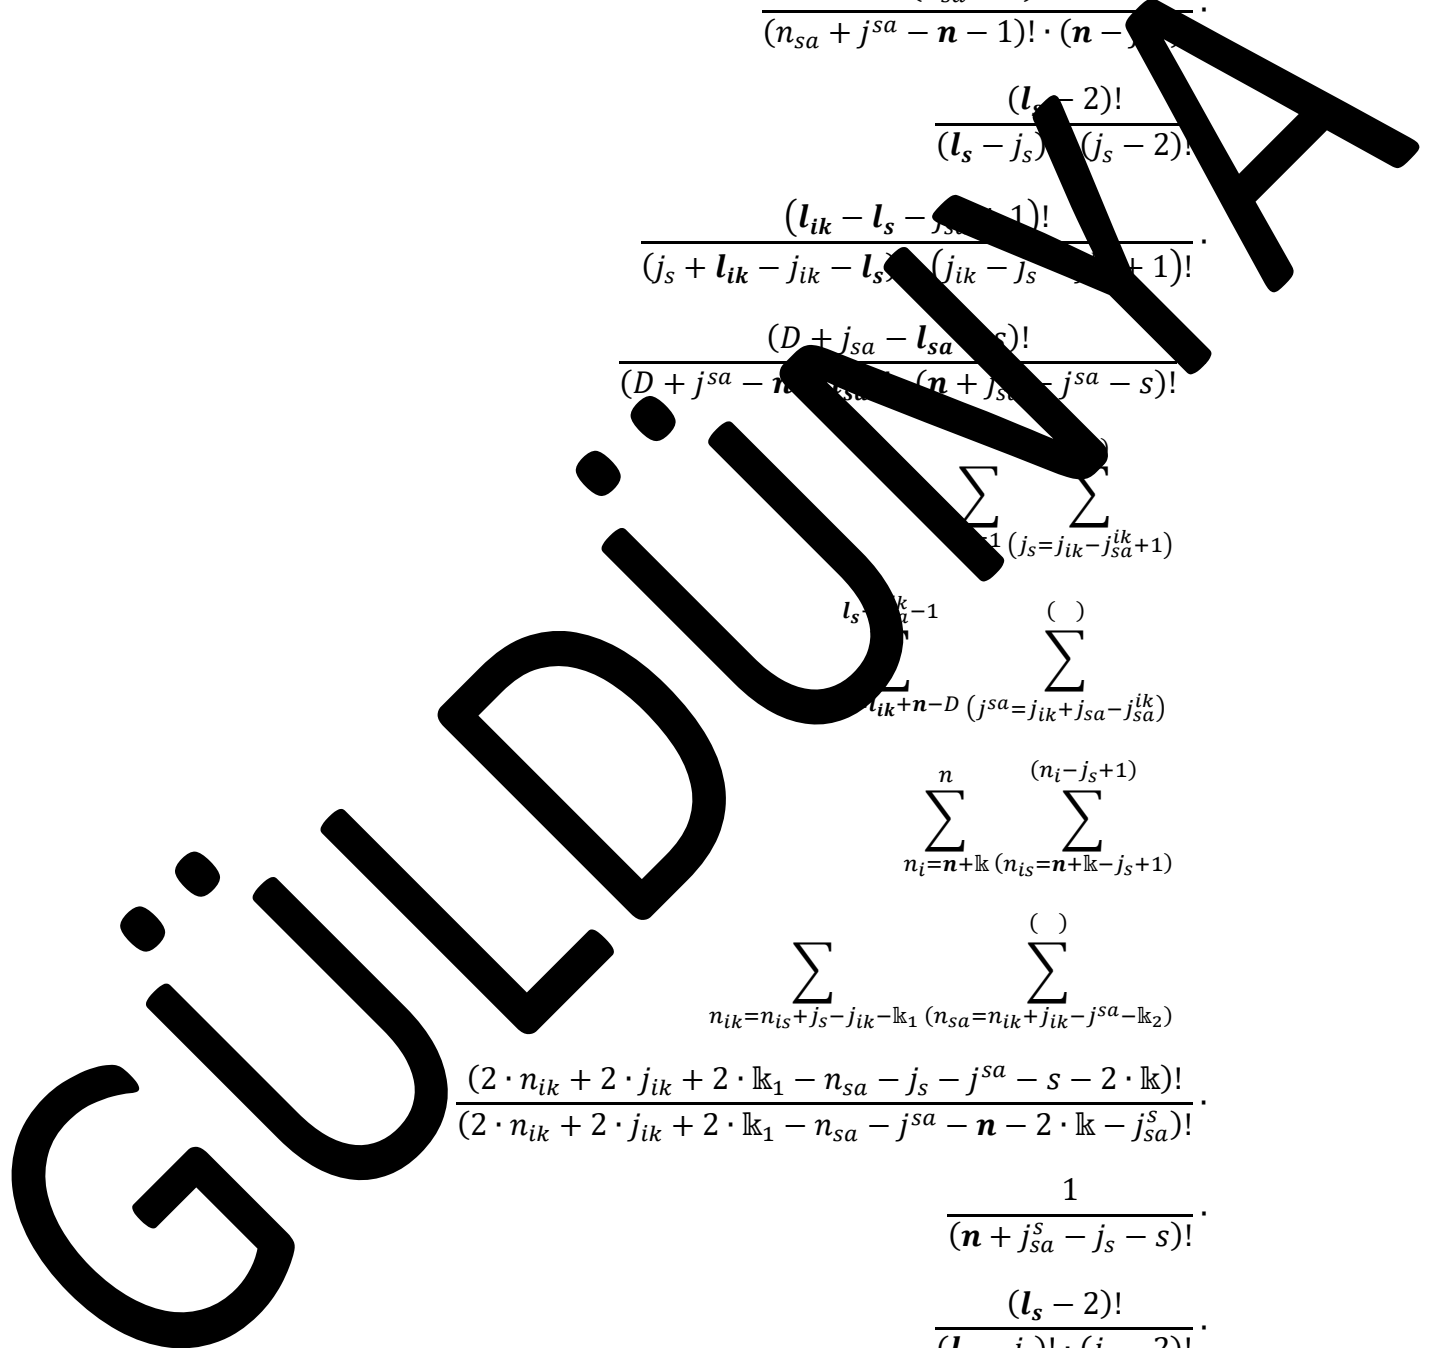 (n_{sa} + j^{sa} − n − 1)! · (n −
(l_s − 2)!
(l_s − j_s) (j_s − 2)!
(l_{ik} − l_s − 1)!
(j_s + l_{ik} − j_{ik} − l_s) (j_{ik} − j_s + 1)! ·
(D + j_{sa} − l_{sa} s)!
(D + j^{sa} − n (n + j_{sa} − j^{sa} − s)!
∑ ∑
(j_s=j_{ik}−j_{sa}^{ik}+1)
l_s −1 ( )
∑ ∑
l_{ik}+n−D (j^{sa}=j_{ik}+j_{sa}−j_{sa}^{ik})
n (n_i−j_s+1)
∑ ∑
n_i=n+𝕜 (n_{is}=n+𝕜−j_s+1)
( )
∑ ∑
n_{ik}=n_{is}+j_s−j_{ik}−𝕜_1 (n_{sa}=n_{ik}+j_{ik}−j^{sa}−𝕜_2)
(2 · n_{ik} + 2 · j_{ik} + 2 · 𝕜_1 − n_{sa} − j_s − j^{sa} − s − 2 · 𝕜)!
(2 · n_{ik} + 2 · j_{ik} + 2 · 𝕜_1 − n_{sa} − j^{sa} − n − 2 · 𝕜 − j_{sa}^s)! ·
1
(n + j_{sa}^s − j_s − s)! ·
(l_s − 2)! ·
GÜLDÜNYA